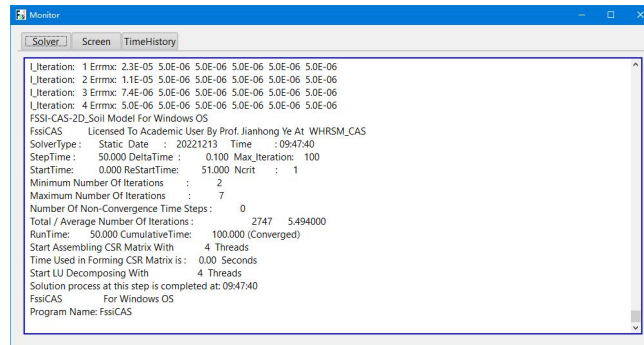 Monitor
Solver Screen TimeHistory
I_Iteration: 1 Errmx: 2.3E-05 5.0E-06 5.0E-06 5.0E-06 5.0E-06 5.0E-06
I_Iteration: 2 Errmx: 1.1E-05 5.0E-06 5.0E-06 5.0E-06 5.0E-06 5.0E-06
I_Iteration: 3 Errmx: 7.4E-06 5.0E-06 5.0E-06 5.0E-06 5.0E-06 5.0E-06
I_Iteration: 4 Errmx: 5.0E-06 5.0E-06 5.0E-06 5.0E-06 5.0E-06 5.0E-06
FSSI-CAS-2D_Soil Model For Windows OS
FssiCAS Licensed To Academic User By Prof. Jianhong Ye At WHRSM_CAS
SolverType : Static Date : 20221213 Time : 09:47:40
StepTime : 50.000 DeltaTime : 0.100 Max_Iteration: 100
StartTime: 0.000 ReStartTime: 51.000 Ncrit : 1
Minimum Number Of Iterations : 2
Maximum Number Of Iterations : 7
Number Of Non-Convergence Time Steps : 0
Total / Average Number Of Iterations : 2747 5.494000
RunTime: 50.000 CumulativeTime: 100.000 (Converged)
Start Assembling CSR Matrix With 4 Threads
Time Used in Forming CSR Matrix is : 0.00 Seconds
Start LU Decomposing With 4 Threads
Solution process at this step is completed at: 09:47:40
FssiCAS For Windows OS
Program Name: FssiCAS